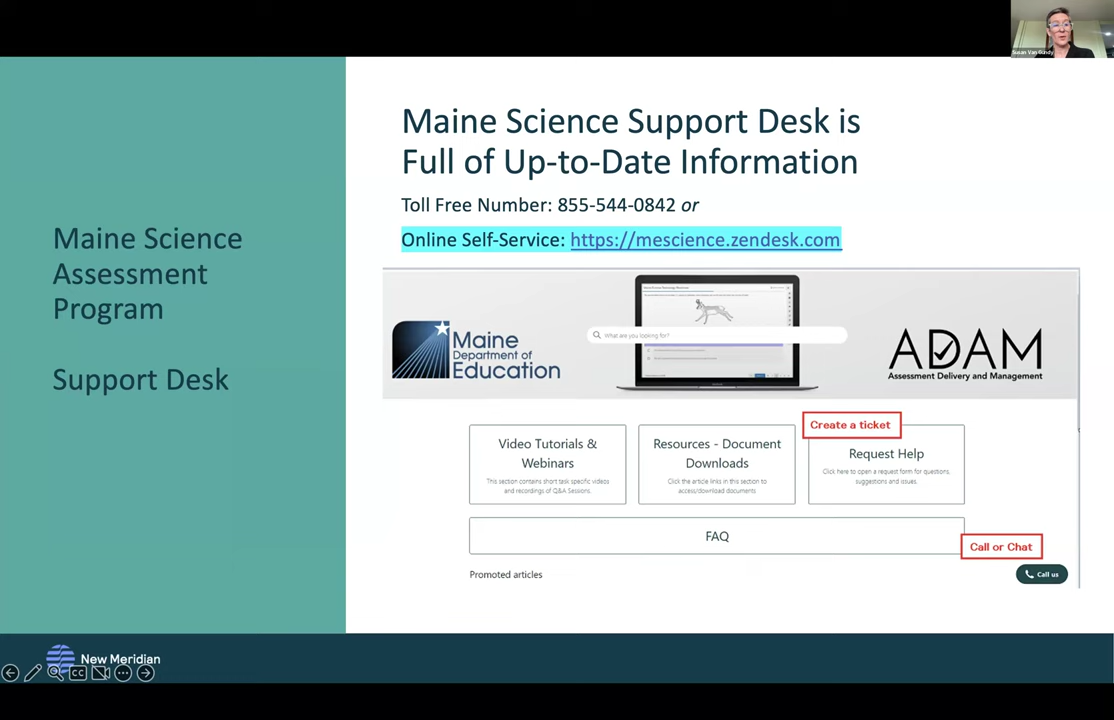 Susan Van Gundy
Maine Science Support Desk is
Full of Up-to-Date Information
Toll Free Number: 855-544-0842 or
Online Self-Service: https://mescience.zendesk.com
Maine Science
Assessment
Program
Support Desk
Maine
Department of
Education
What are you looking for?
ADAM
Assessment Delivery and Management
Create a ticket
Video Tutorials &
Webinars
This section contains short task specific videos
and recordings of Q&A Sessions.
Resources - Document
Downloads
Click the article links in this section to
access/download documents
Request Help
Click here to open a request form for questions,
suggestions and issues.
FAQ
Call or Chat
Promoted articles
Call us
New Meridian
CC